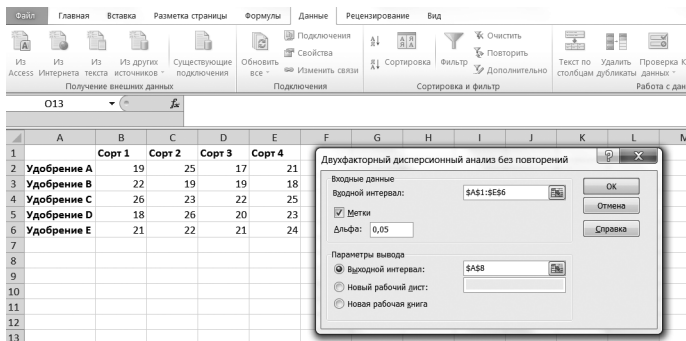 Файл Главная Вставка Разметка страницы Формулы Данные Рецензирование Вид
Из Access
Из Интернета
Из текста
Из других источников
Существующие подключения
Получение внешних данных
Обновить все
Подключения
Свойства
Изменить связи
Подключения
Сортировка
Фильтр
Очистить
Повторить
Дополнительно
Сортировка и фильтр
Текст по столбцам
Удалить дубликаты
Проверка данных
К
Работа с дан
O13 fx
A B C D E F G H I J K L
1 Сорт 1 Сорт 2 Сорт 3 Сорт 4
2 Удобрение A 19 25 17 21
3 Удобрение B 22 19 19 18
4 Удобрение C 26 23 22 25
5 Удобрение D 18 26 20 23
6 Удобрение E 21 22 21 24
7
8
9
10
11
12
13
Двухфакторный дисперсионный анализ без повторений
Входные данные
Входной интервал: $A$1:$E$6
Метки
Альфа: 0,05
Параметры вывода
Выходной интервал: $A$8
Новый рабочий лист:
Новая рабочая книга
ОК
Отмена
Справка